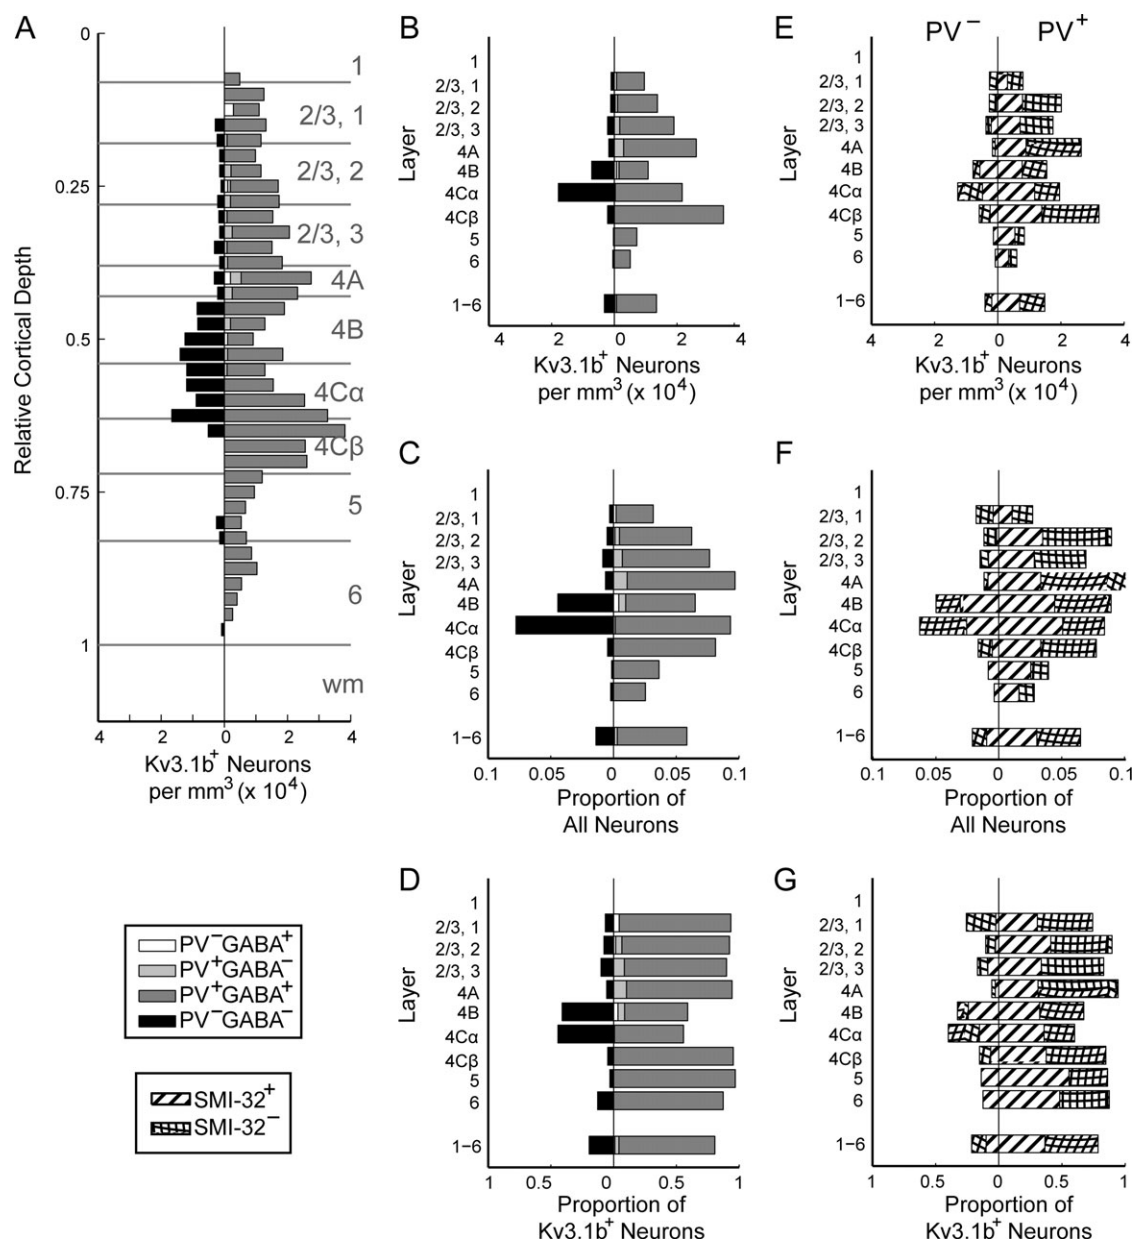 A
0
0.25
0.5
0.75
1
Relative Cortical Depth
1
2/3, 1
2/3, 2
2/3, 3
4A
4B
4Cα
4Cβ
5
6
wm
4 2 0 2 4
Kv3.1b+ Neurons
per mm3 (x 104)
B
Layer
1
2/3, 1
2/3, 2
2/3, 3
4A
4B
4Cα
4Cβ
5
6
1−6
4 2 0 2 4
Kv3.1b+ Neurons
per mm3 (x 104)
E
PV− PV+
Layer
1
2/3, 1
2/3, 2
2/3, 3
4A
4B
4Cα
4Cβ
5
6
1−6
4 2 0 2 4
Kv3.1b+ Neurons
per mm3 (x 104)
C
Layer
1
2/3, 1
2/3, 2
2/3, 3
4A
4B
4Cα
4Cβ
5
6
1−6
0.1 0.05 0 0.05 0.1
Proportion of
All Neurons
F
Layer
1
2/3, 1
2/3, 2
2/3, 3
4A
4B
4Cα
4Cβ
5
6
1−6
0.1 0.05 0 0.05 0.1
Proportion of
All Neurons
D
Layer
1
2/3, 1
2/3, 2
2/3, 3
4A
4B
4Cα
4Cβ
5
6
1−6
1 0.5 0 0.5 1
Proportion of
Kv3.1b+ Neurons
G
Layer
1
2/3, 1
2/3, 2
2/3, 3
4A
4B
4Cα
4Cβ
5
6
1−6
1 0.5 0 0.5 1
Proportion of
Kv3.1b+ Neurons
PV−GABA+
PV+GABA−
PV+GABA+
PV−GABA−
SMI-32+
SMI-32−